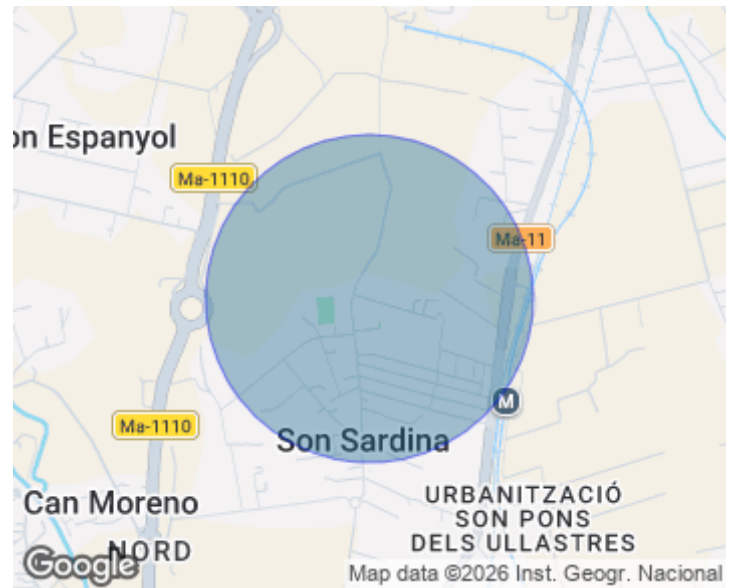 on Espanyol
Ma-1110
Ma-11
Ma-1110
M
Son Sardina
Can Moreno
NORD
URBANITZACIÓ
SON PONS
DELS ULLASTRES
Google
Map data ©2026 Inst. Geogr. Nacional